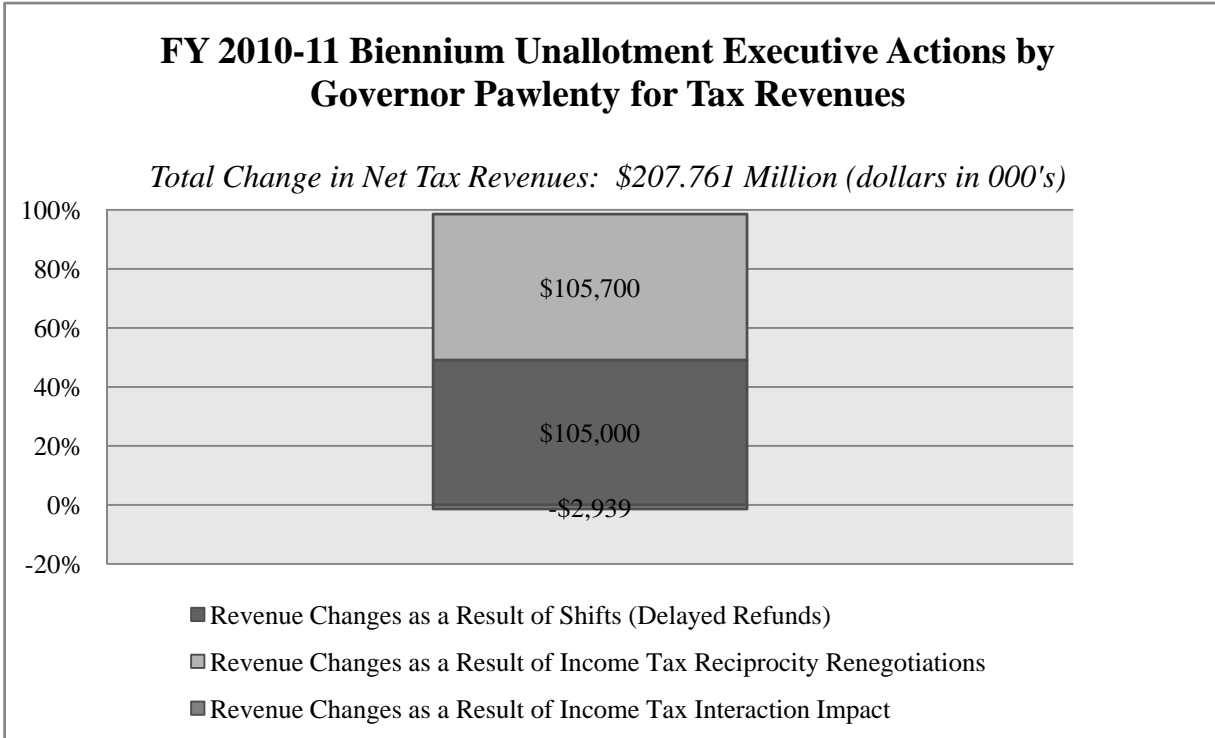 FY 2010-11 Biennium Unallotment Executive Actions by
Governor Pawlenty for Tax Revenues
Total Change in Net Tax Revenues: $207.761 Million (dollars in 000's)
100%
80%
60%
40%
20%
0%
-20%
$105,700
$105,000
-$2,939
Revenue Changes as a Result of Shifts (Delayed Refunds)
Revenue Changes as a Result of Income Tax Reciprocity Renegotiations
Revenue Changes as a Result of Income Tax Interaction Impact